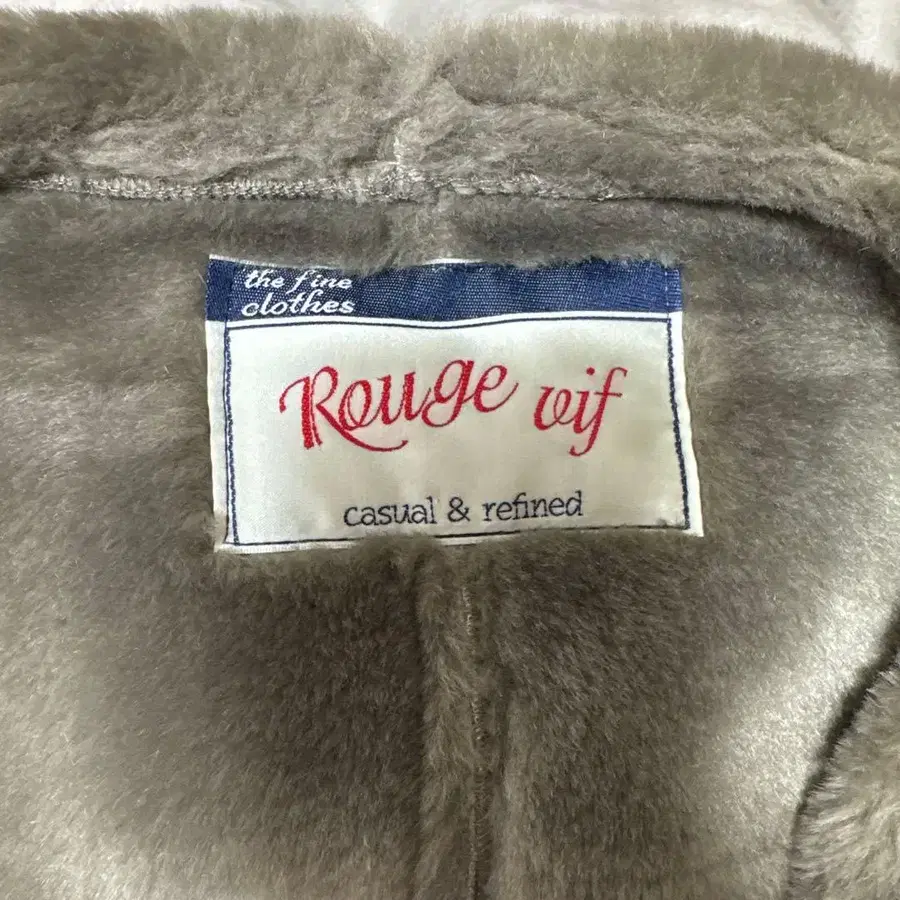 the fine
clothes
Rouge vif
casual & refined